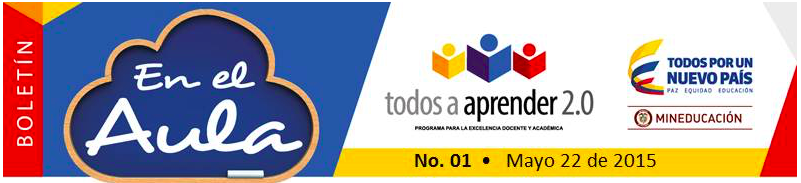 BOLETÍN
En el
Aula
todos a aprender 2.0
PROGRAMA PARA LA EXCELENCIA DOCENTE Y ACADÉMICA
TODOS POR UN
NUEVO PAÍS
PAZ EQUIDAD EDUCACIÓN
MINEDUCACIÓN
No. 01 • Mayo 22 de 2015